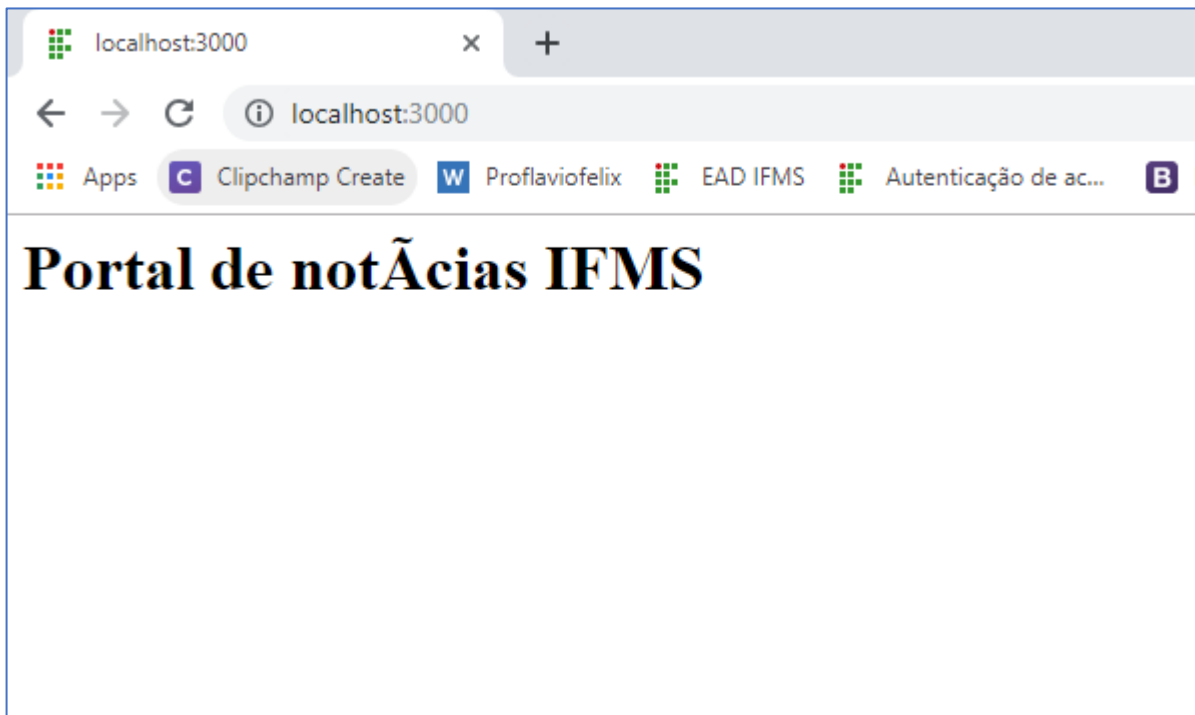 localhost:3000
localhost:3000
Apps C Clipchamp Create W Proflaviofelix EAD IFMS Autenticação de ac... B
Portal de notÃcias IFMS